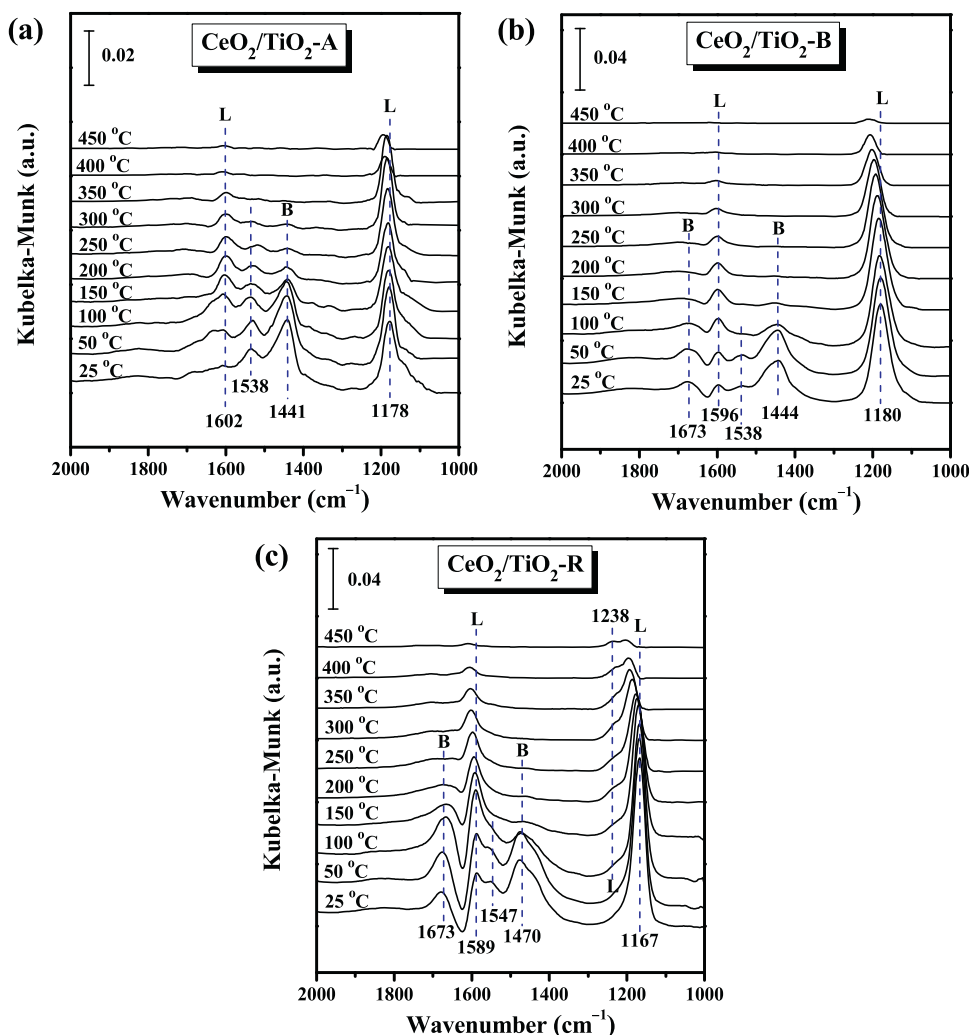 (a)
0.02
CeO2/TiO2-A
L
L
450 °C
400 °C
350 °C
300 °C
B
250 °C
200 °C
150 °C
100 °C
50 °C
25 °C
1538
1602
1441
1178
2000 1800 1600 1400 1200 1000
Wavenumber (cm−1)
Kubelka-Munk (a.u.)
(b)
0.04
CeO2/TiO2-B
L
L
450 °C
400 °C
350 °C
300 °C
B
B
250 °C
200 °C
150 °C
100 °C
50 °C
25 °C
1673
1596
1538
1444
1180
2000 1800 1600 1400 1200 1000
Wavenumber (cm−1)
Kubelka-Munk (a.u.)
(c)
0.04
CeO2/TiO2-R
L
1238
L
450 °C
400 °C
350 °C
300 °C
B
B
250 °C
200 °C
150 °C
100 °C
50 °C
L
25 °C
1673
1589
1547
1470
1167
2000 1800 1600 1400 1200 1000
Wavenumber (cm−1)
Kubelka-Munk (a.u.)